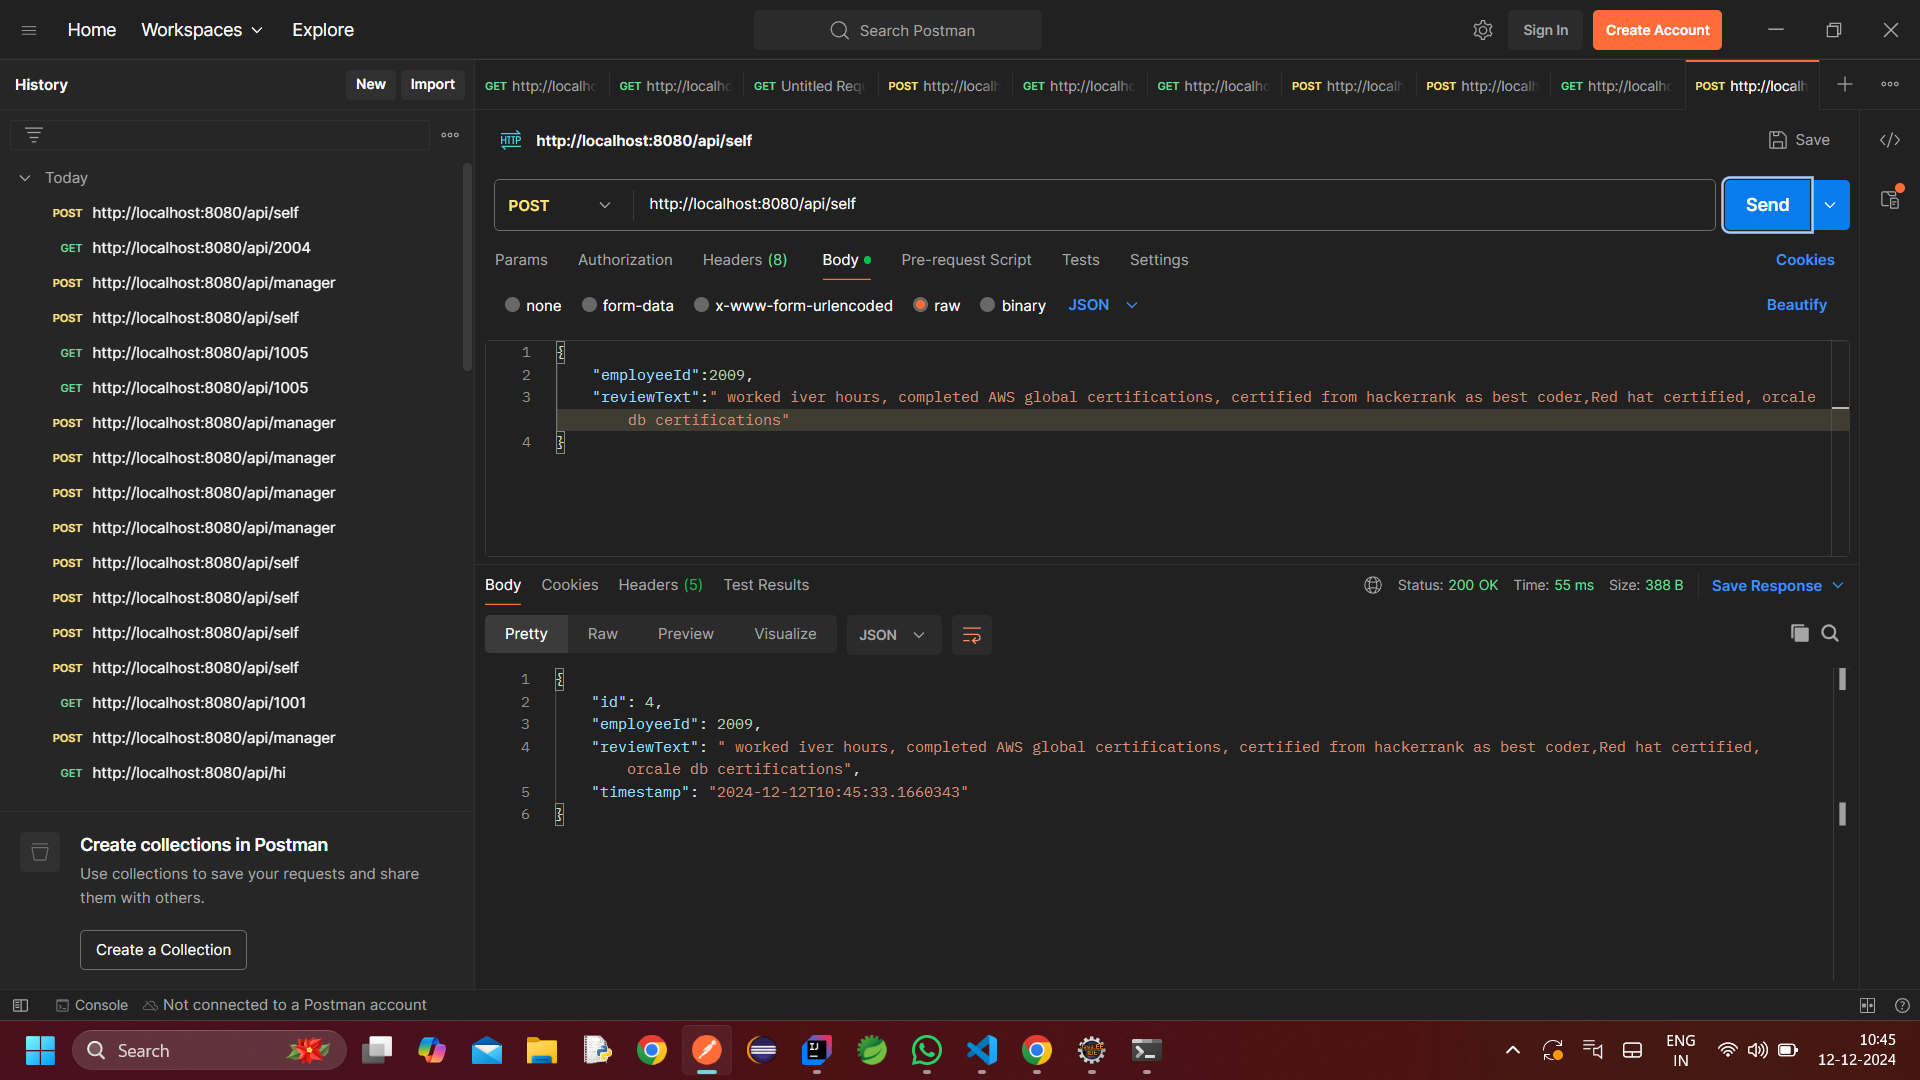 Home
Workspaces
Explore
Search Postman
Sign In
Create Account
History
New
Import
GET http://localho
GET http://localho
GET Untitled Requ
POST http://localh
GET http://localho
GET http://localho
POST http://localh
POST http://localh
GET http://localho
POST http://localh
Today
POST http://localhost:8080/api/self
GET http://localhost:8080/api/2004
POST http://localhost:8080/api/manager
POST http://localhost:8080/api/self
GET http://localhost:8080/api/1005
GET http://localhost:8080/api/1005
POST http://localhost:8080/api/manager
POST http://localhost:8080/api/manager
POST http://localhost:8080/api/manager
POST http://localhost:8080/api/manager
POST http://localhost:8080/api/self
POST http://localhost:8080/api/self
POST http://localhost:8080/api/self
POST http://localhost:8080/api/self
GET http://localhost:8080/api/1001
POST http://localhost:8080/api/manager
GET http://localhost:8080/api/hi
Create collections in Postman
Use collections to save your requests and share
them with others.
Create a Collection
HTTP http://localhost:8080/api/self
Save
POST http://localhost:8080/api/self
Send
Params Authorization Headers (8) Body Pre-request Script Tests Settings
Cookies
none form-data x-www-form-urlencoded raw binary JSON
Beautify
1 {
2 "employeeId":2009,
3 "reviewText":" worked iver hours, completed AWS global certifications, certified from hackerrank as best coder,Red hat certified, orcale
db certifications"
4 }
Body Cookies Headers (5) Test Results
Status: 200 OK Time: 55 ms Size: 388 B
Save Response
Pretty Raw Preview Visualize JSON
1 {
2 "id": 4,
3 "employeeId": 2009,
4 "reviewText": " worked iver hours, completed AWS global certifications, certified from hackerrank as best coder,Red hat certified,
orcale db certifications",
5 "timestamp": "2024-12-12T10:45:33.1660343"
6 }
Console
Not connected to a Postman account
Search
ENG
IN
10:45
12-12-2024